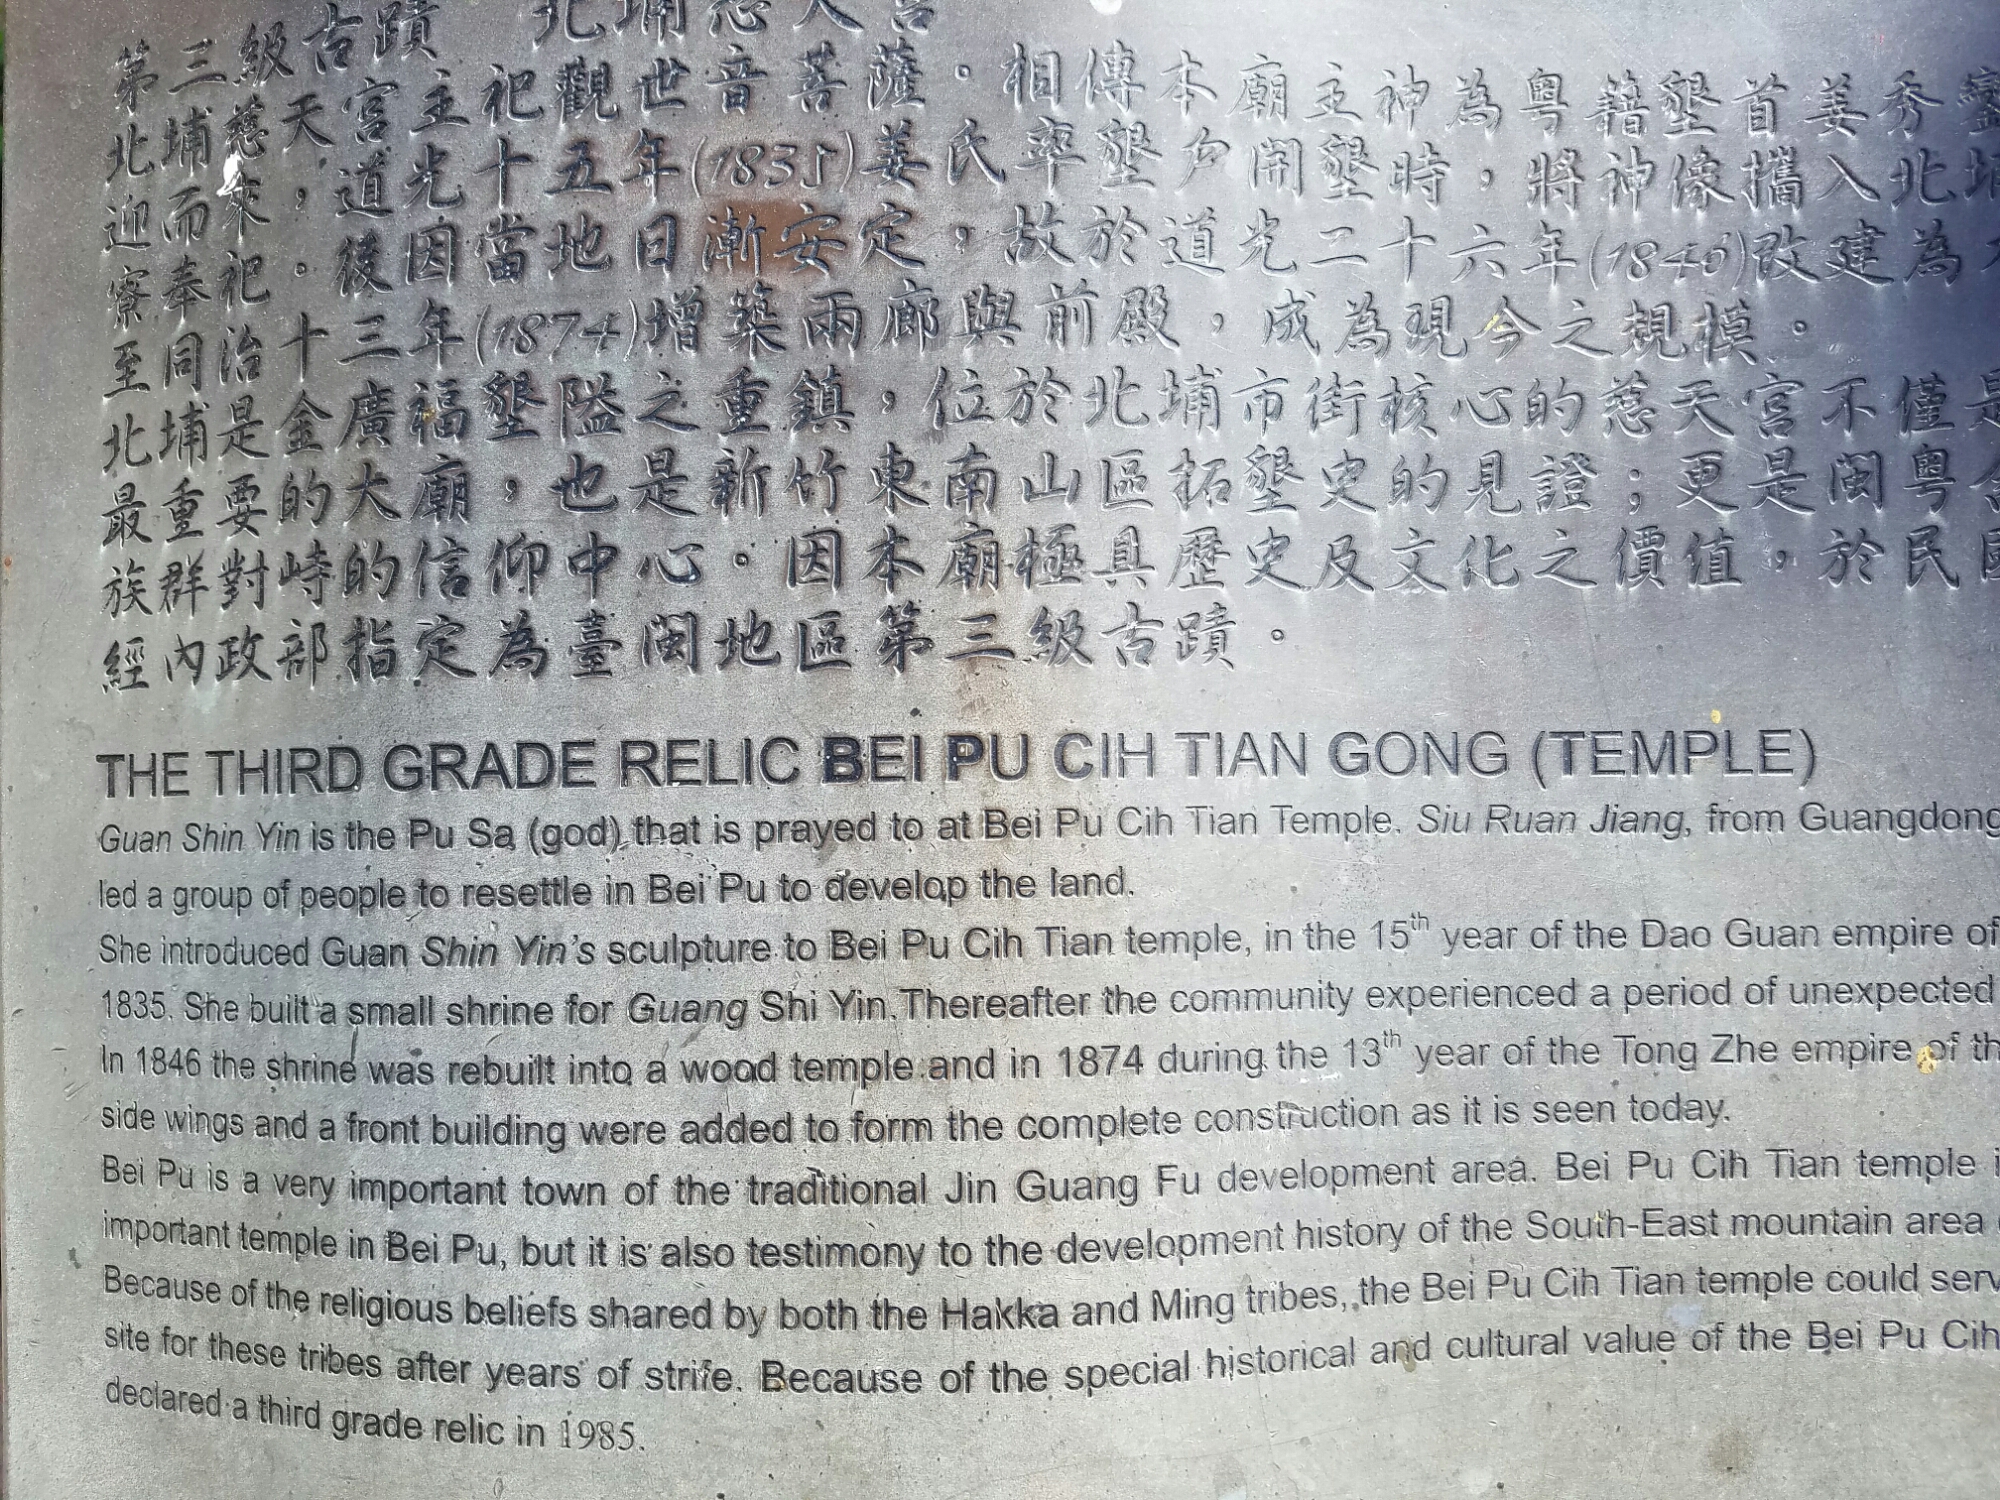 第三級古蹟 北埔慈天宮
北埔慈天宮主祀觀世音菩薩。相傳本廟主神為粵籍墾首姜秀鑾
迎而來,道光十五年(1835)姜氏率墾戶開墾時,將神像攜入北埔
寮奉祀。後因當地日漸安定,故於道光二十六年(1846)改建為
至同治十三年(1874)增築兩廊與前殿,成為現今之規模。
北埔是金廣福墾隘之重鎮,位於北埔市街核心的慈天宮不僅是
最重要的大廟,也是新竹東南山區拓墾史的見證;更是閩粵
族群對峙的信仰中心。因本廟極具歷史及文化之價值,於民國
經內政部指定為臺閩地區第三級古蹟。
THE THIRD GRADE RELIC BEI PU CIH TIAN GONG (TEMPLE)
Guan Shin Yin is the Pu Sa (god) that is prayed to at Bei Pu Cih Tian Temple. Siu Ruan Jiang, from Guangdong
led a group of people to resettle in Bei Pu to develop the land.
She introduced Guan Shin Yin's sculpture to Bei Pu Cih Tian temple, in the 15th year of the Dao Guan empire of
1835. She built a small shrine for Guang Shi Yin. Thereafter the community experienced a period of unexpected
In 1846 the shrine was rebuilt into a wood temple and in 1874 during the 13th year of the Tong Zhe empire of th
side wings and a front building were added to form the complete construction as it is seen today.
Bei Pu is a very important town of the traditional Jin Guang Fu development area. Bei Pu Cih Tian temple i
important temple in Bei Pu, but it is also testimony to the development history of the South-East mountain area
Because of the religious beliefs shared by both the Hakka and Ming tribes, the Bei Pu Cih Tian temple could serv
site for these tribes after years of strife. Because of the special historical and cultural value of the Bei Pu Cih
declared a third grade relic in 1985.